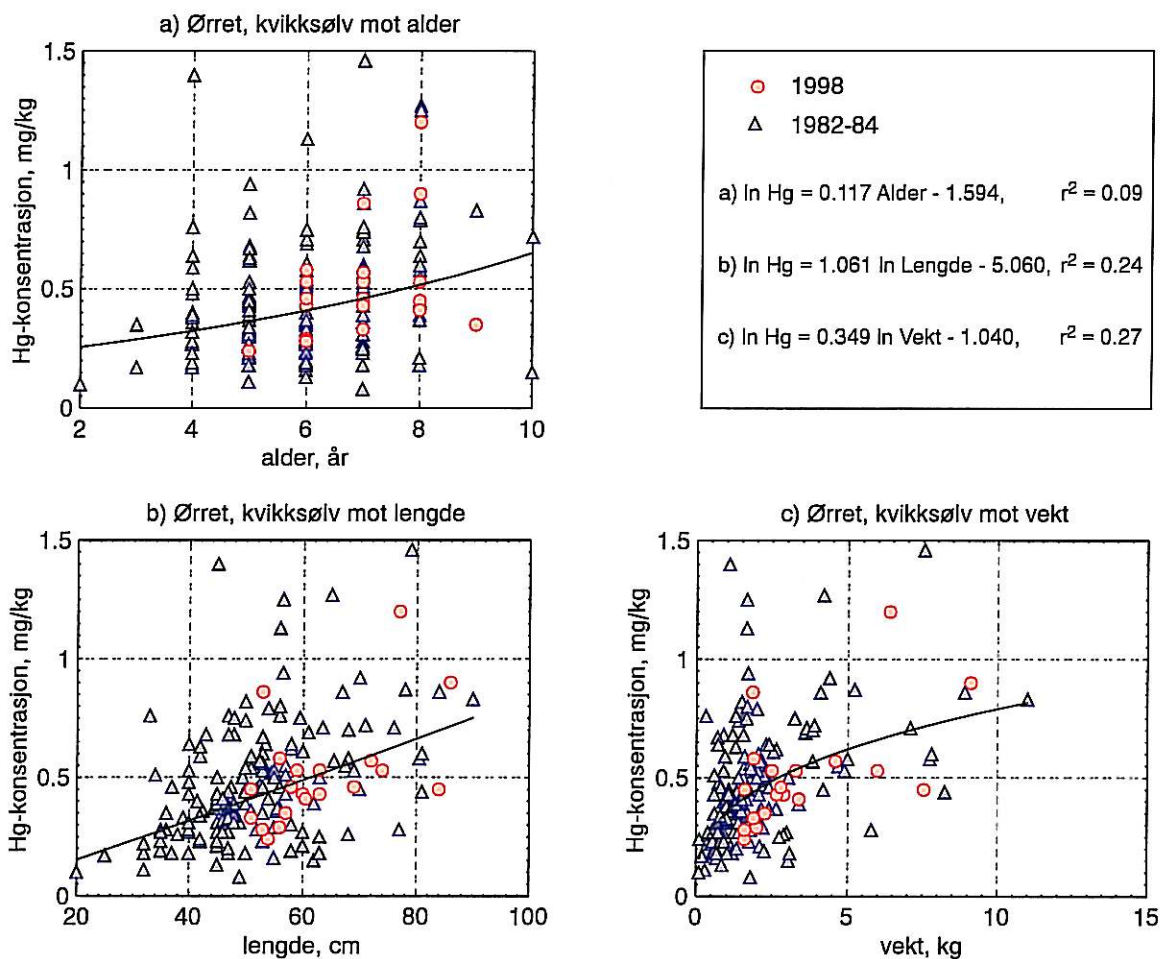 a) Ørret, kvikksølv mot alder
1.5
1
0.5
0
Hg-konsentrasjon, mg/kg
2 4 6 8 10
alder, år
1998
1982-84
a) ln Hg = 0.117 Alder - 1.594, r² = 0.09
b) ln Hg = 1.061 ln Lengde - 5.060, r² = 0.24
c) ln Hg = 0.349 ln Vekt - 1.040, r² = 0.27
b) Ørret, kvikksølv mot lengde
1.5
1
0.5
0
Hg-konsentrasjon, mg/kg
20 40 60 80 100
lengde, cm
c) Ørret, kvikksølv mot vekt
1.5
1
0.5
0
Hg-konsentrasjon, mg/kg
0 5 10 15
vekt, kg